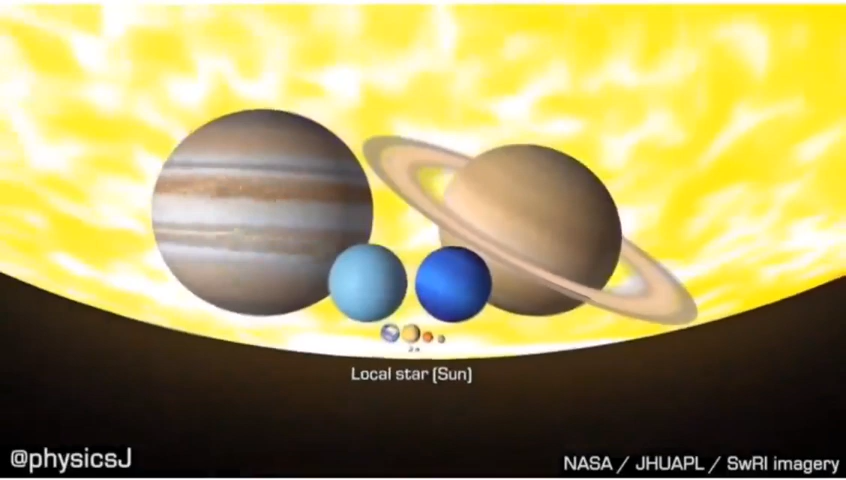 Local star (Sun)
@physicsJ
NASA / JHUAPL / SwRI imagery